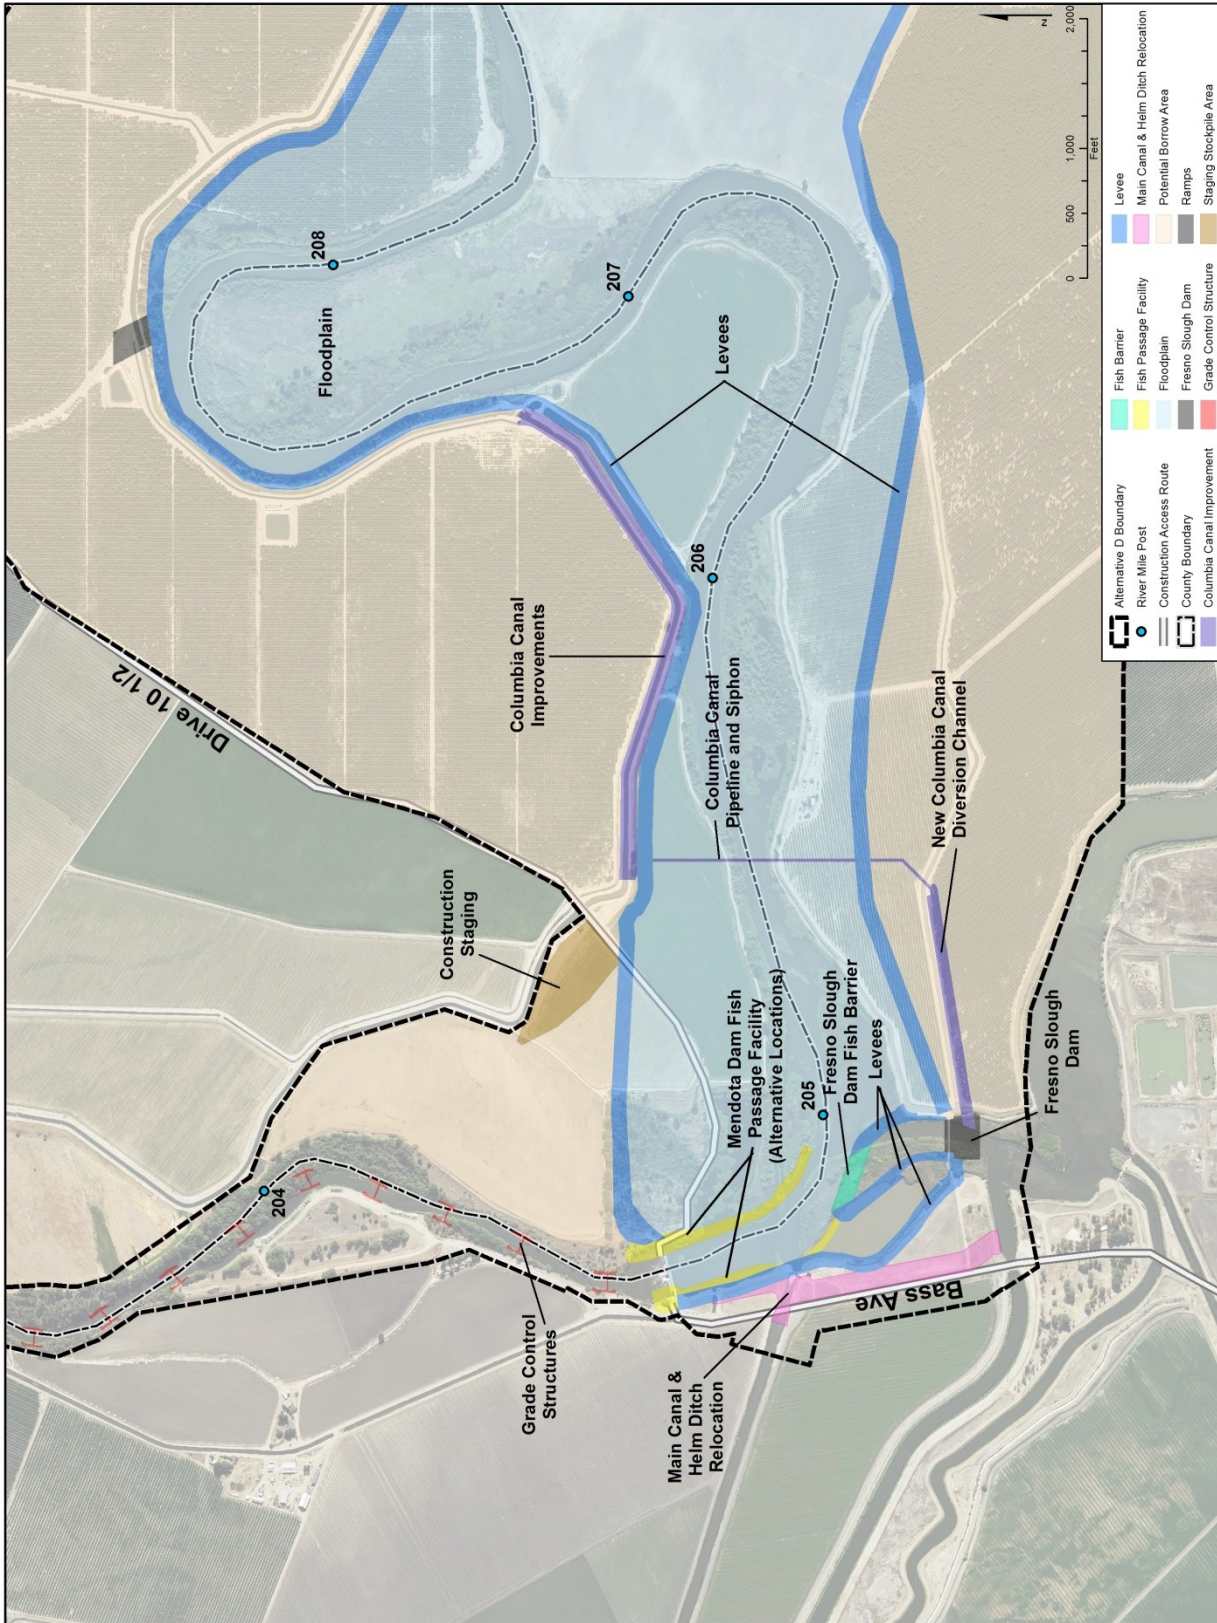 Drive 10 1/2
208
Floodplain
207
Levees
206
Columbia Canal
Improvements
Columbia Canal
Pipeline and Siphon
New Columbia Canal
Diversion Channel
Construction
Staging
Mendota Dam Fish
Passage Facility
(Alternative Locations)
Fresno Slough
Dam Fish Barrier
Levees
205
Fresno Slough
Dam
204
Grade Control
Structures
Main Canal &
Helm Ditch
Relocation
Bass Ave
z
0
500
1,000
2,000
Feet
Alternative D Boundary
River Mile Post
Construction Access Route
County Boundary
Columbia Canal Improvement
Fish Barrier
Fish Passage Facility
Floodplain
Fresno Slough Dam
Grade Control Structure
Levee
Main Canal & Helm Ditch Relocation
Potential Borrow Area
Ramps
Staging Stockpile Area